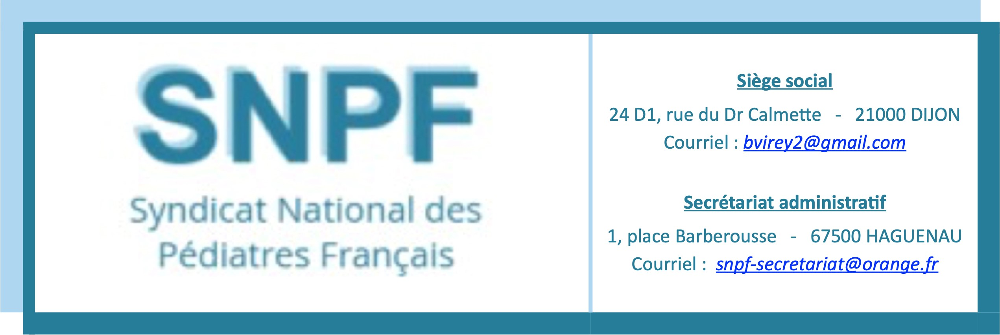 SNPF
Syndicat National des
Pédiatres Français
Siège social
24 D1, rue du Dr Calmette - 21000 DIJON
Courriel : bvirey2@gmail.com
Secrétariat administratif
1, place Barberousse - 67500 HAGUENAU
Courriel : snpf-secretariat@orange.fr